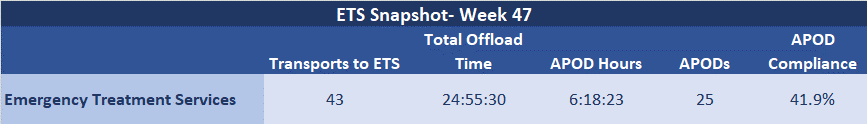 ETS Snapshot- Week 47
Total Offload APOD
Transports to ETS Time APOD Hours APODs Compliance
Emergency Treatment Services 43 24:55:30 6:18:23 25 41.9%